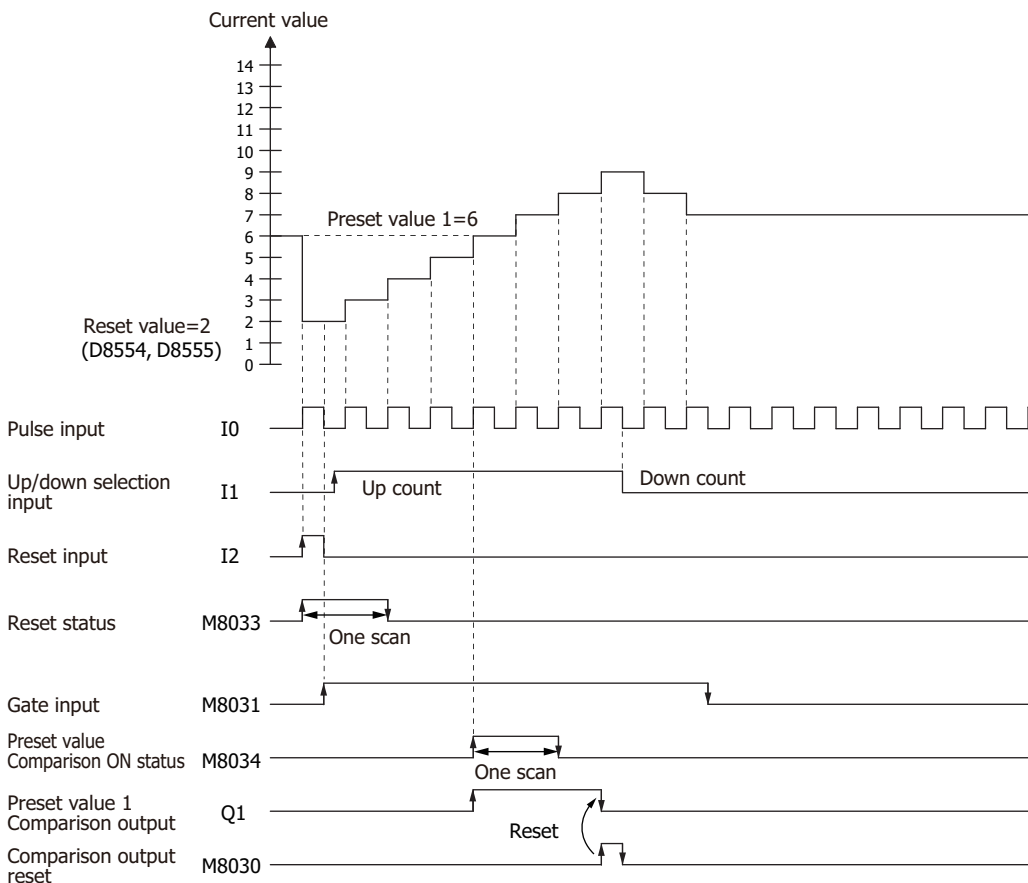 Current value
14
13
12
11
10
9
8
7
6
5
4
3
2
1
0
Preset value 1=6
Reset value=2
(D8554, D8555)
Pulse input I0
Up/down selection
input I1
Up count
Down count
Reset input I2
Reset status M8033
One scan
Gate input M8031
Preset value
Comparison ON status M8034
One scan
Preset value 1
Comparison output Q1
Reset
Comparison output
reset M8030